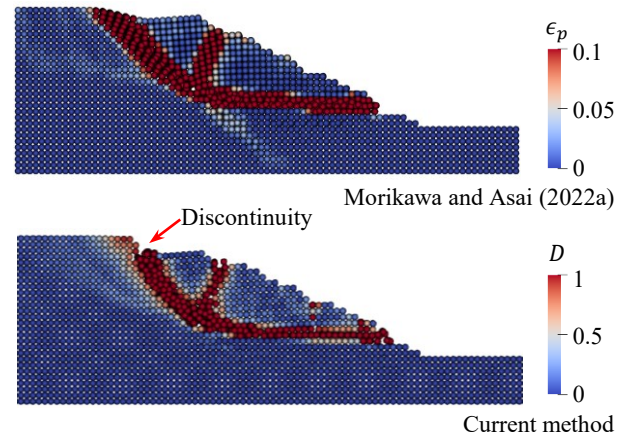 ϵₚ
0.1
0.05
0
Morikawa and Asai (2022a)
Discontinuity
D
1
0.5
0
Current method